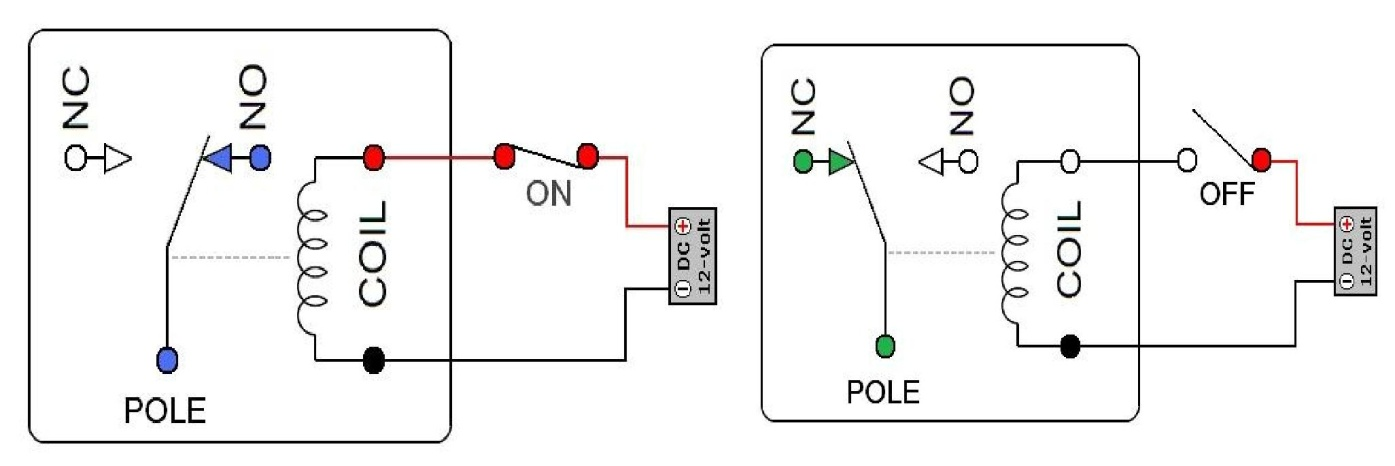 NC
NO
COIL
ON
+ DC -
12-volt
POLE
NC
NO
COIL
OFF
+ DC -
12-volt
POLE